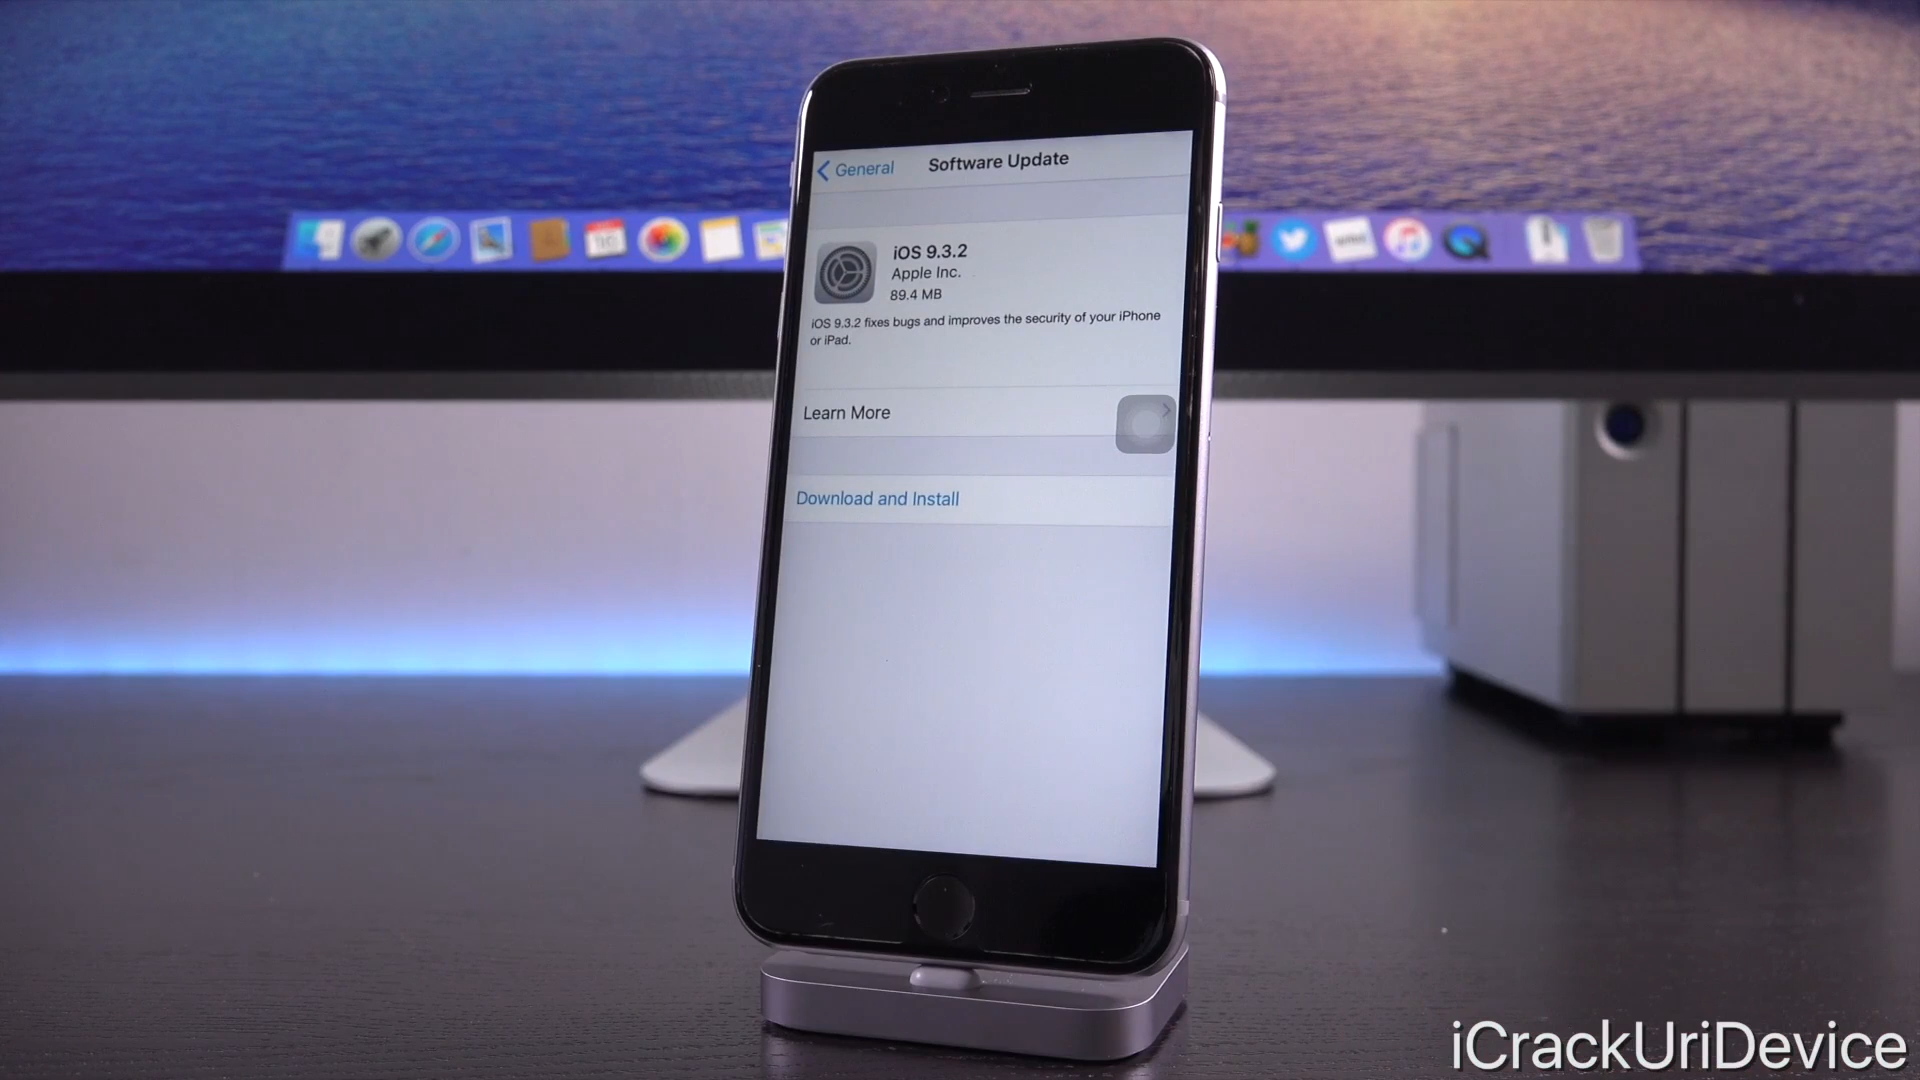 General
Software Update
iOS 9.3.2
Apple Inc.
89.4 MB
iOS 9.3.2 fixes bugs and improves the security of your iPhone
or iPad.
Learn More
Download and Install
iCrackUriDevice